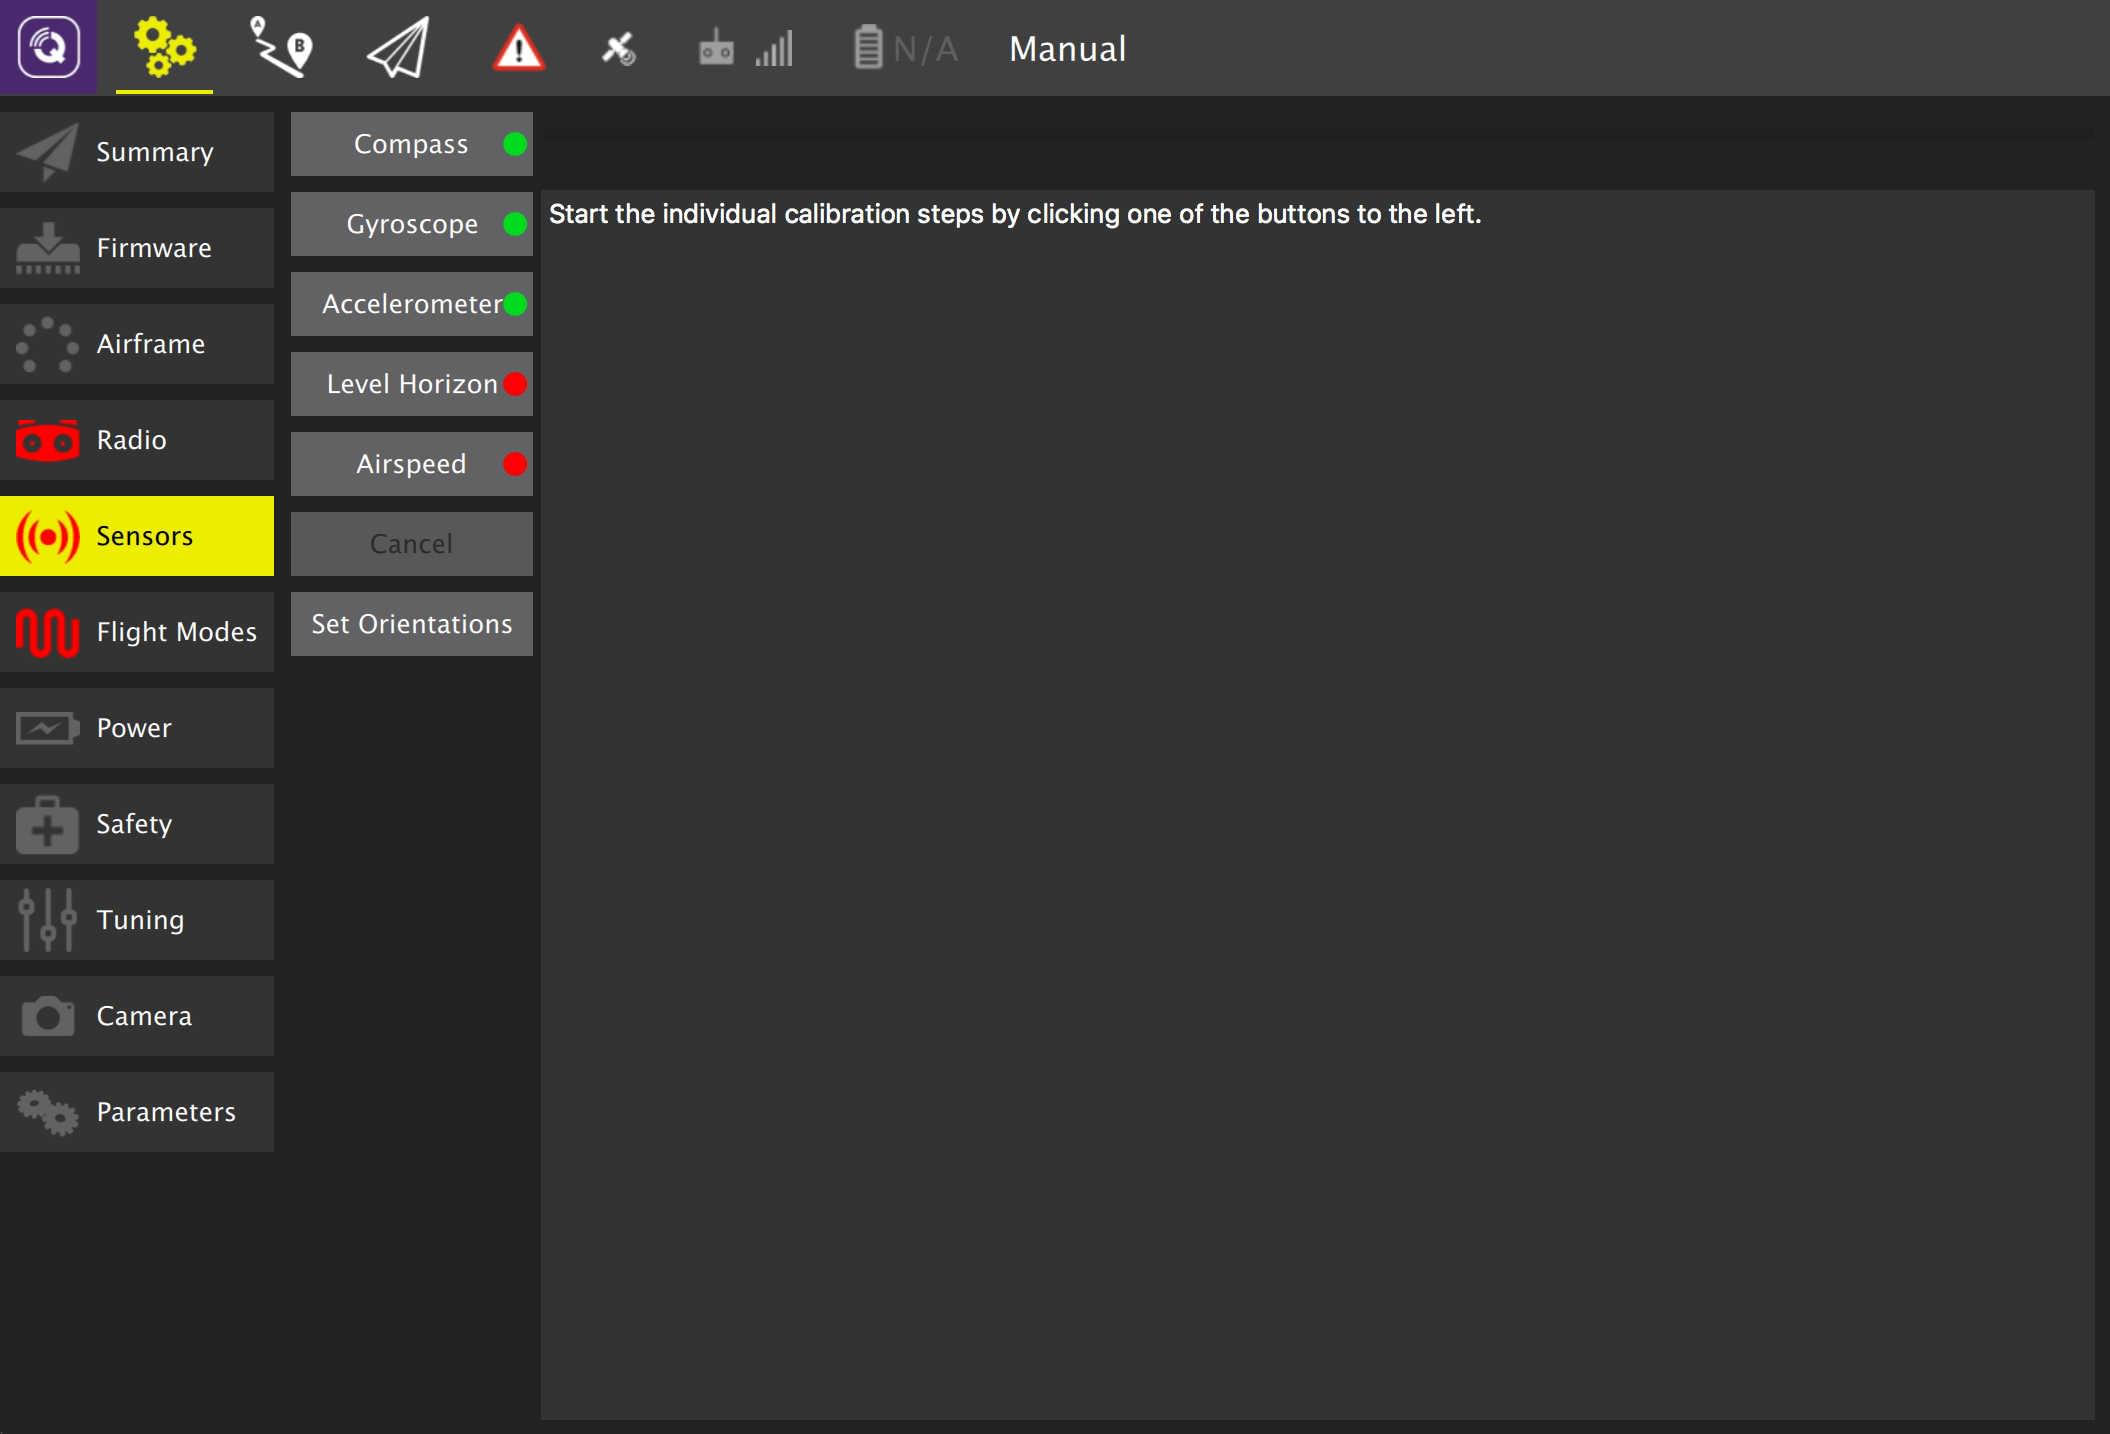 A
B
N/A
Manual
Summary
Firmware
Airframe
Radio
Sensors
Flight Modes
Power
Safety
Tuning
Camera
Parameters
Compass
Gyroscope
Accelerometer
Level Horizon
Airspeed
Cancel
Set Orientations
Start the individual calibration steps by clicking one of the buttons to the left.